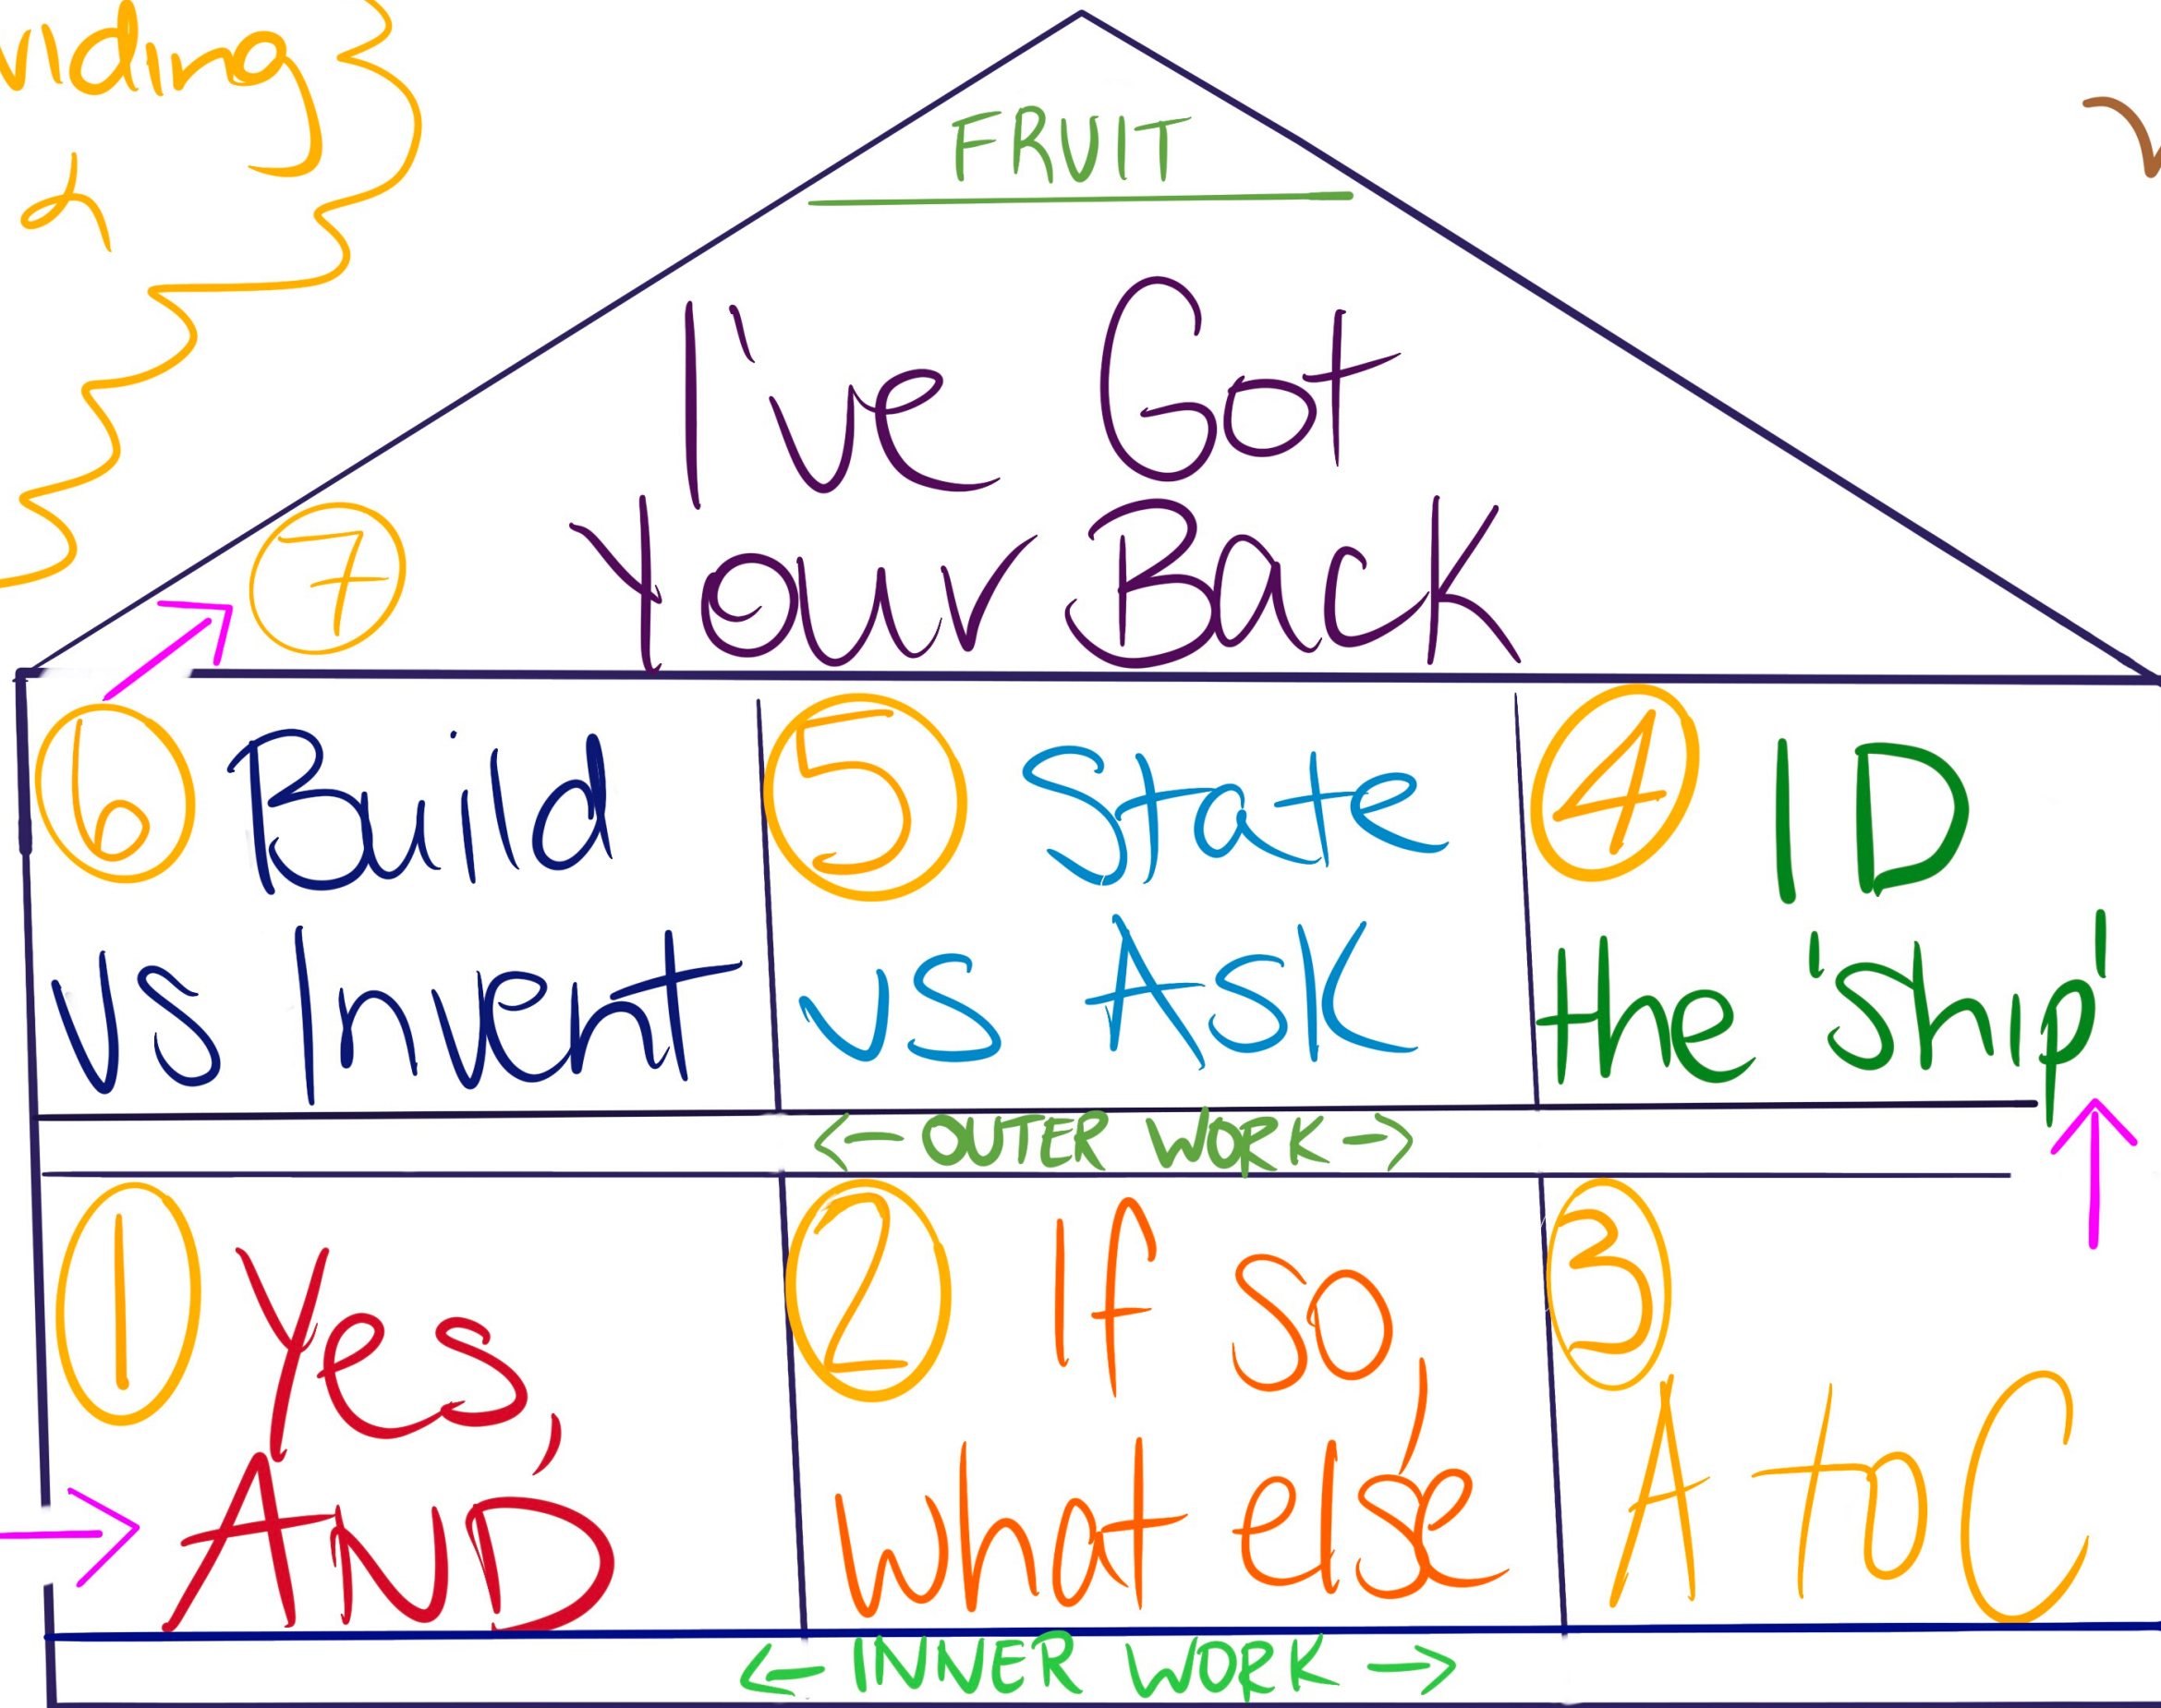 FRUIT
I've Got
Your Back
7
6 Build
vs Invent
5 State
vs ASK
4 ID
the 'Ship'
<- OUTER WORK ->
1 Yes,
AND
2 If so,
what else
3
A to C
<- INNER WORK ->